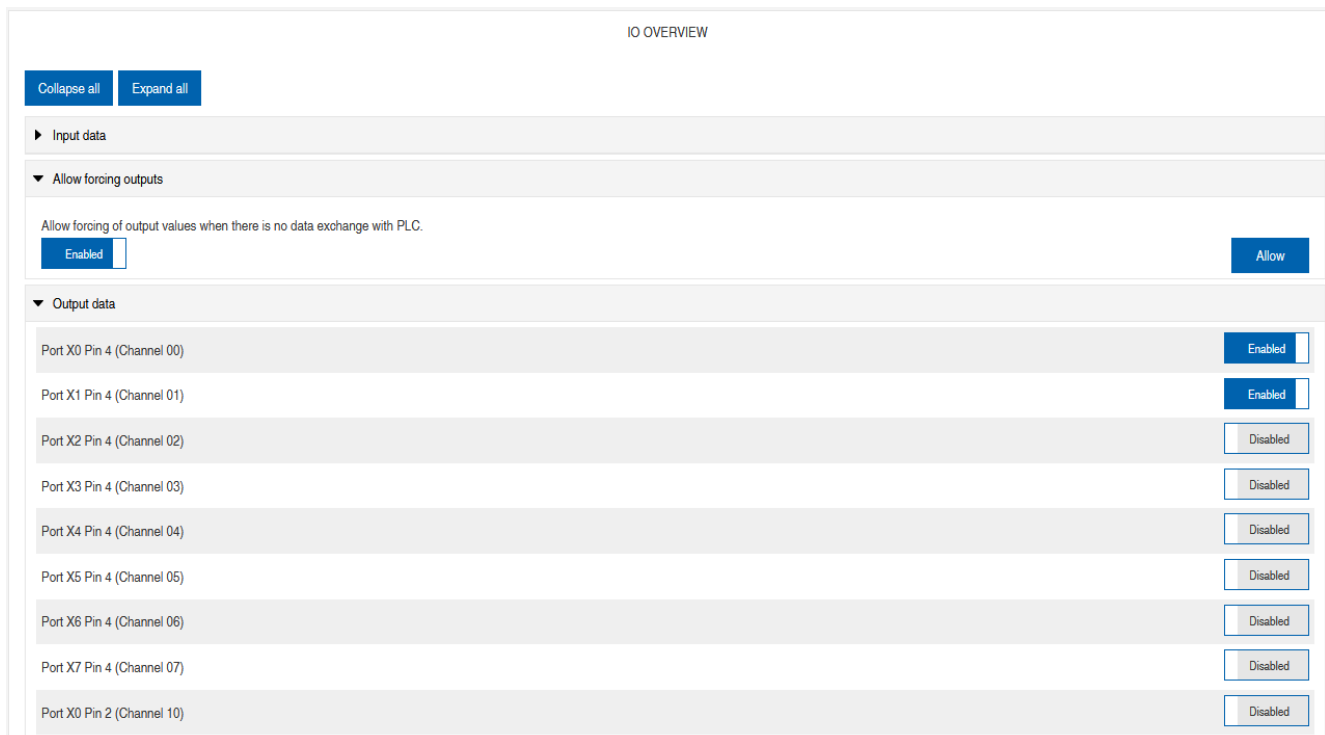 IO OVERVIEW
Collapse all Expand all
Input data
Allow forcing outputs
Allow forcing of output values when there is no data exchange with PLC.
Enabled Allow
Output data
Port X0 Pin 4 (Channel 00) Enabled
Port X1 Pin 4 (Channel 01) Enabled
Port X2 Pin 4 (Channel 02) Disabled
Port X3 Pin 4 (Channel 03) Disabled
Port X4 Pin 4 (Channel 04) Disabled
Port X5 Pin 4 (Channel 05) Disabled
Port X6 Pin 4 (Channel 06) Disabled
Port X7 Pin 4 (Channel 07) Disabled
Port X0 Pin 2 (Channel 10) Disabled